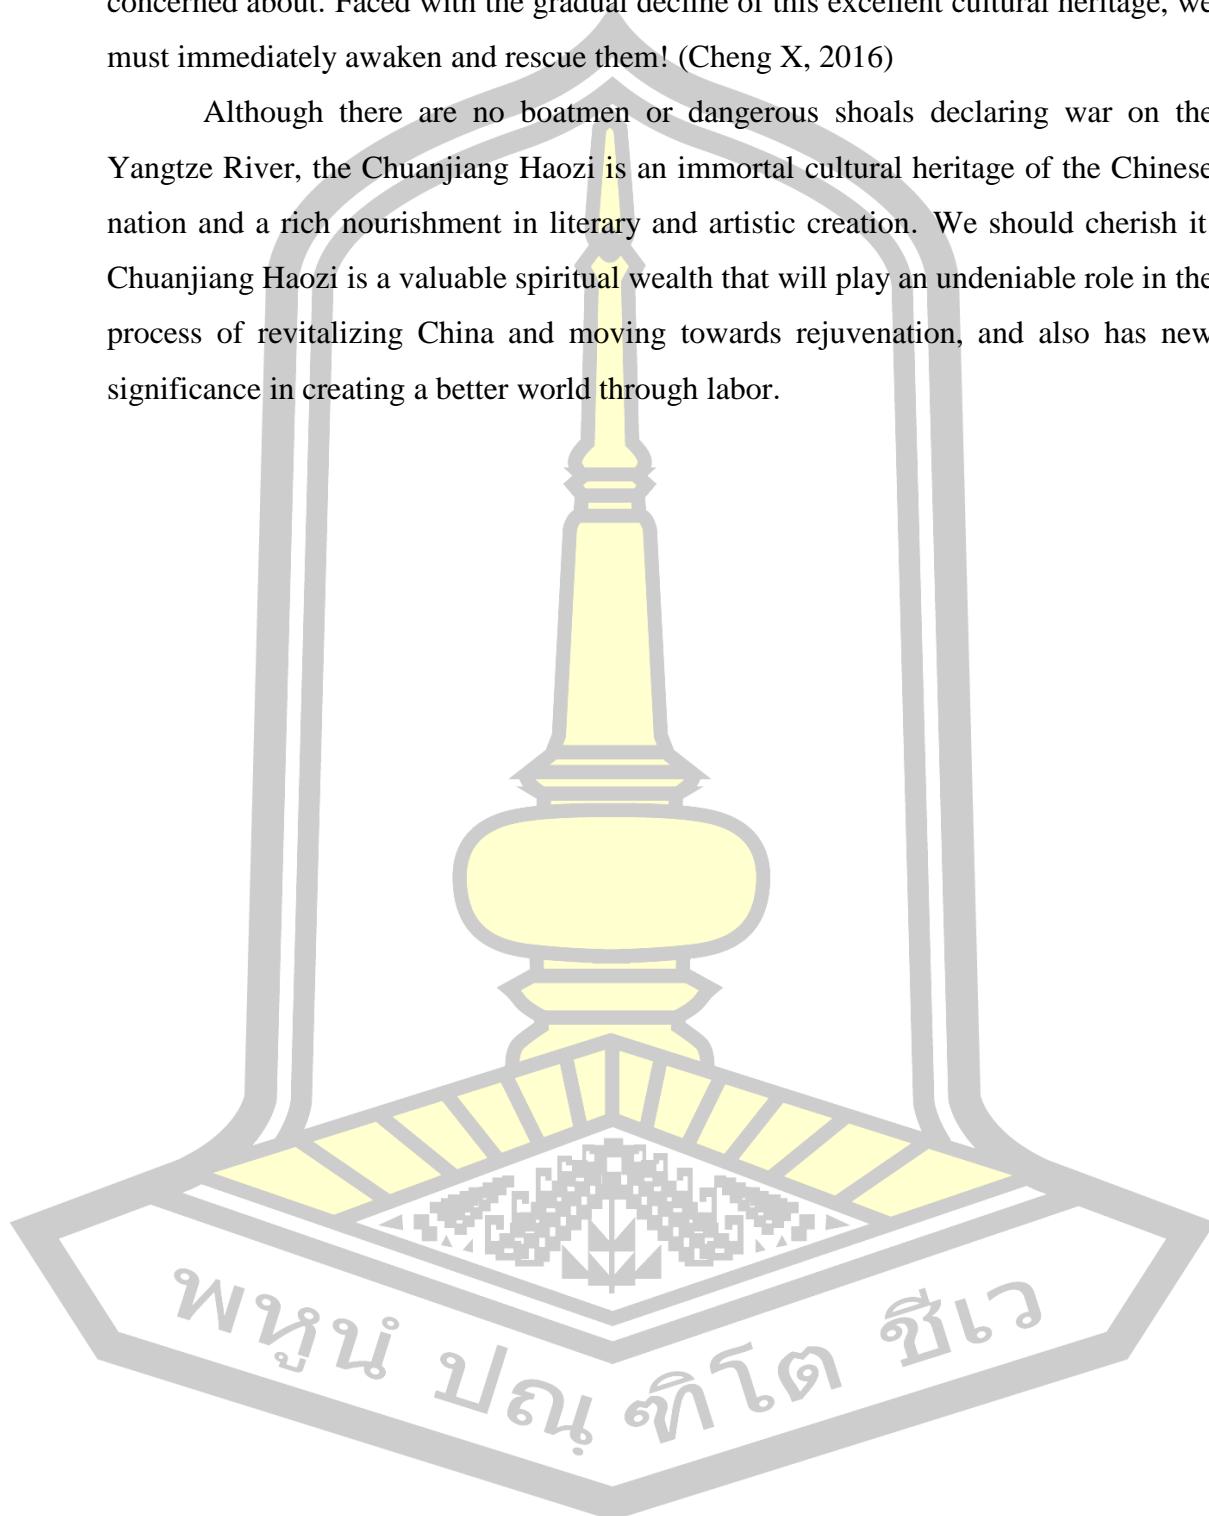 concerned about. Faced with the gradual decline of this excellent cultural heritage, we
must immediately awaken and rescue them! (Cheng X, 2016)
Although there are no boatmen or dangerous shoals declaring war on the
Yangtze River, the Chuanjiang Haozi is an immortal cultural heritage of the Chinese
nation and a rich nourishment in literary and artistic creation. We should cherish it
Chuanjiang Haozi is a valuable spiritual wealth that will play an undeniable role in the
process of revitalizing China and moving towards rejuvenation, and also has new
significance in creating a better world through labor.
พหูนํ ปณฺฑิโต ชีเว